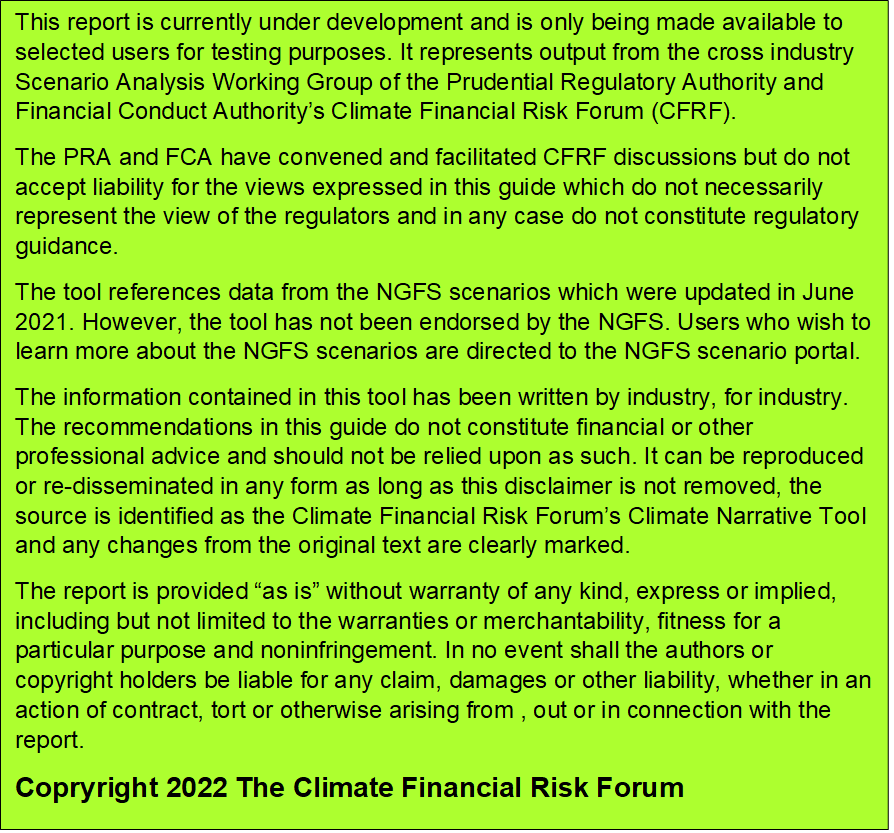 This report is currently under development and is only being made available to
selected users for testing purposes. It represents output from the cross industry
Scenario Analysis Working Group of the Prudential Regulatory Authority and
Financial Conduct Authority’s Climate Financial Risk Forum (CFRF).
The PRA and FCA have convened and facilitated CFRF discussions but do not
accept liability for the views expressed in this guide which do not necessarily
represent the view of the regulators and in any case do not constitute regulatory
guidance.
The tool references data from the NGFS scenarios which were updated in June
2021. However, the tool has not been endorsed by the NGFS. Users who wish to
learn more about the NGFS scenarios are directed to the NGFS scenario portal.
The information contained in this tool has been written by industry, for industry.
The recommendations in this guide do not constitute financial or other
professional advice and should not be relied upon as such. It can be reproduced
or re-disseminated in any form as long as this disclaimer is not removed, the
source is identified as the Climate Financial Risk Forum’s Climate Narrative Tool
and any changes from the original text are clearly marked.
The report is provided “as is” without warranty of any kind, express or implied,
including but not limited to the warranties or merchantability, fitness for a
particular purpose and noninfringement. In no event shall the authors or
copyright holders be liable for any claim, damages or other liability, whether in an
action of contract, tort or otherwise arising from , out or in connection with the
report.
Copryright 2022 The Climate Financial Risk Forum